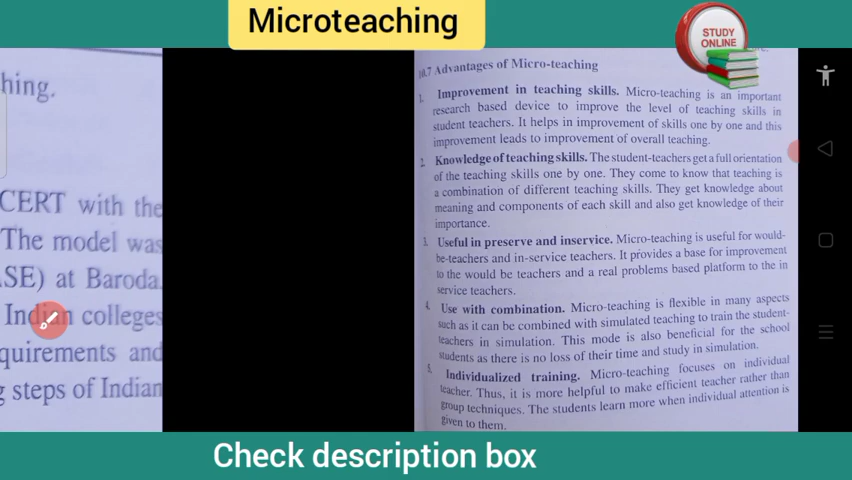 Microteaching
STUDY
ONLINE
hing.
CERT with the
The model was
ASE) at Baroda.
Indian colleges
quirements and
g steps of Indian
10.7 Advantages of Micro-teaching
1. Improvement in teaching skills. Micro-teaching is an important
research based device to improve the level of teaching skills in
student teachers. It helps in improvement of skills one by one and this
improvement leads to improvement of overall teaching.
2. Knowledge of teaching skills. The student-teachers get a full orientation
of the teaching skills one by one. They come to know that teaching is
a combination of different teaching skills. They get knowledge about
meaning and components of each skill and also get knowledge of their
importance.
3. Useful in preserve and inservice. Micro-teaching is useful for would-
be-teachers and in-service teachers. It provides a base for improvement
to the would be teachers and a real problems based platform to the in
service teachers.
4. Use with combination. Micro-teaching is flexible in many aspects
such as it can be combined with simulated teaching to train the student-
teachers in simulation. This mode is also beneficial for the school
students as there is no loss of their time and study in simulation.
5. Individualized training. Micro-teaching focuses on individual
teacher. Thus, it is more helpful to make efficient teacher rather than
group techniques. The students learn more when individual attention is
given to them.
Check description box